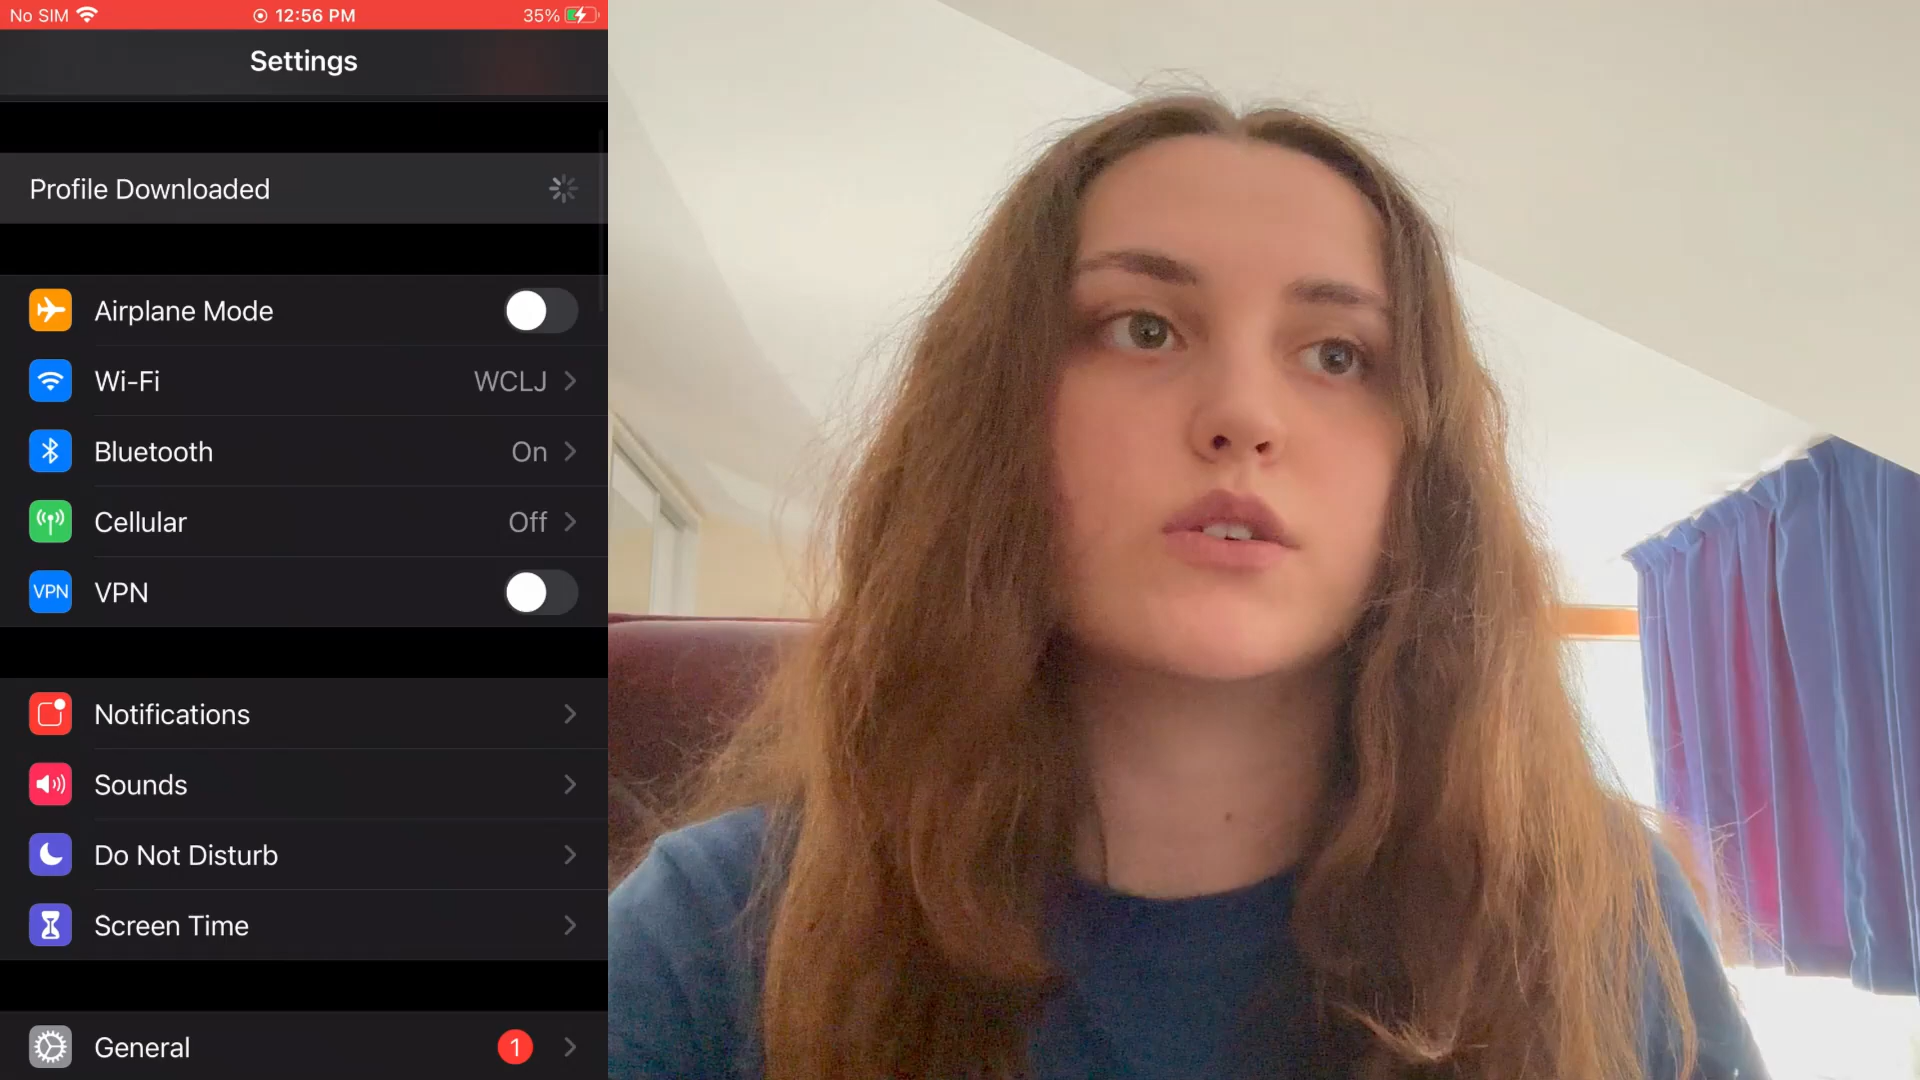 No SIM 12:56 PM 35%
Settings
Profile Downloaded
Airplane Mode
Wi-Fi WCLJ
Bluetooth On
Cellular Off
VPN VPN
Notifications
Sounds
Do Not Disturb
Screen Time
General 1